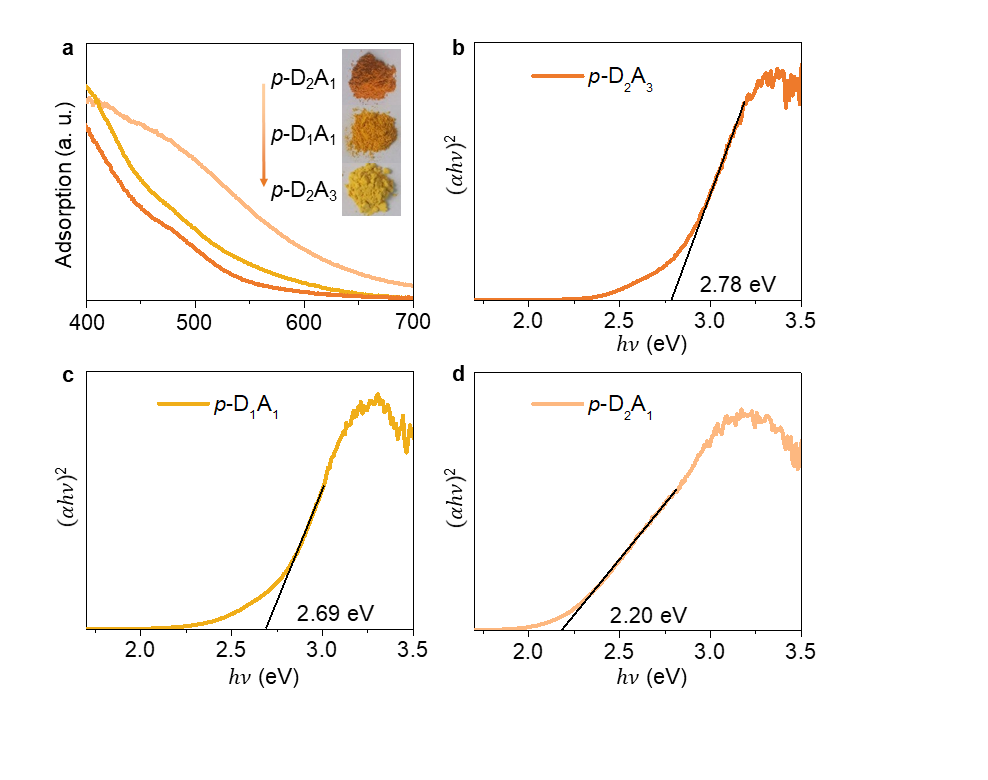 a
p-D₂A₁
p-D₁A₁
p-D₂A₃
Adsorption (a. u.)
400 500 600 700
b
p-D₂A₃
(αhν)²
2.78 eV
2.0 2.5 3.0 3.5
hν (eV)
c
p-D₁A₁
(αhν)²
2.69 eV
2.0 2.5 3.0 3.5
hν (eV)
d
p-D₂A₁
(αhν)²
2.20 eV
2.0 2.5 3.0 3.5
hν (eV)